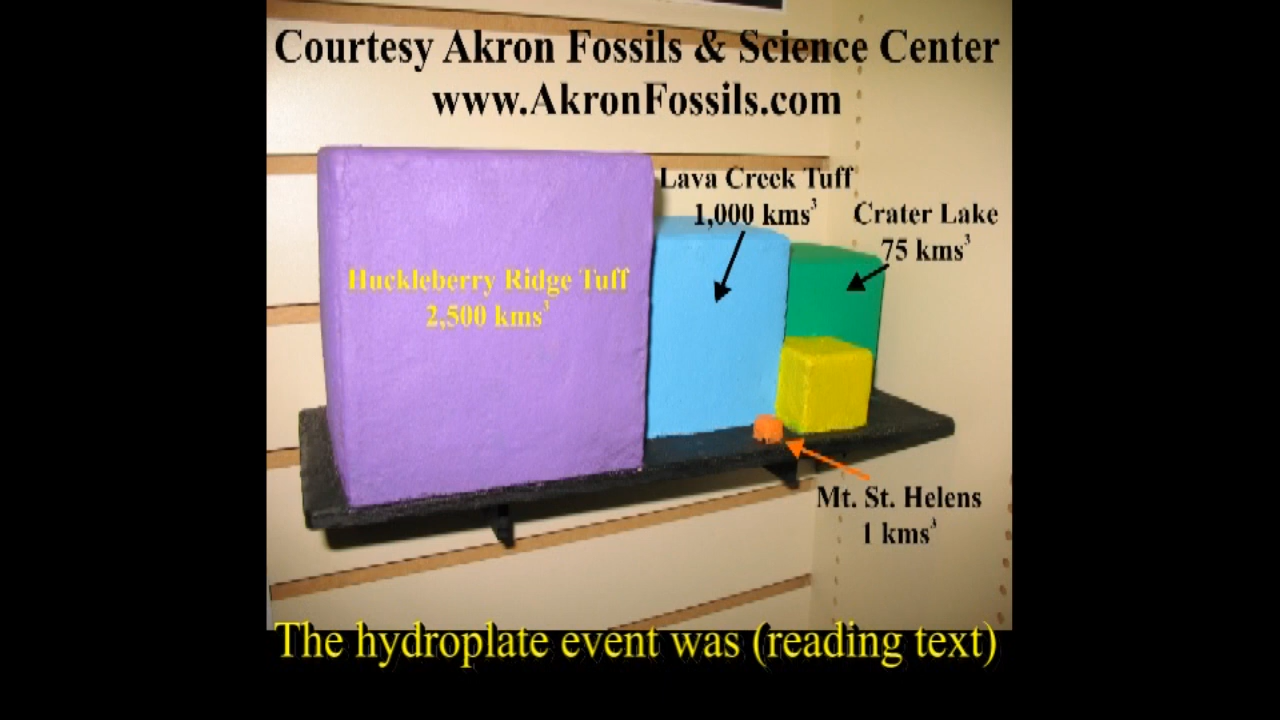 Courtesy Akron Fossils & Science Center
www.AkronFossils.com
Lava Creek Tuff
1,000 kms³
Crater Lake
75 kms³
Huckleberry Ridge Tuff
2,500 kms³
Mt. St. Helens
1 kms³
The hydroplate event was (reading text)